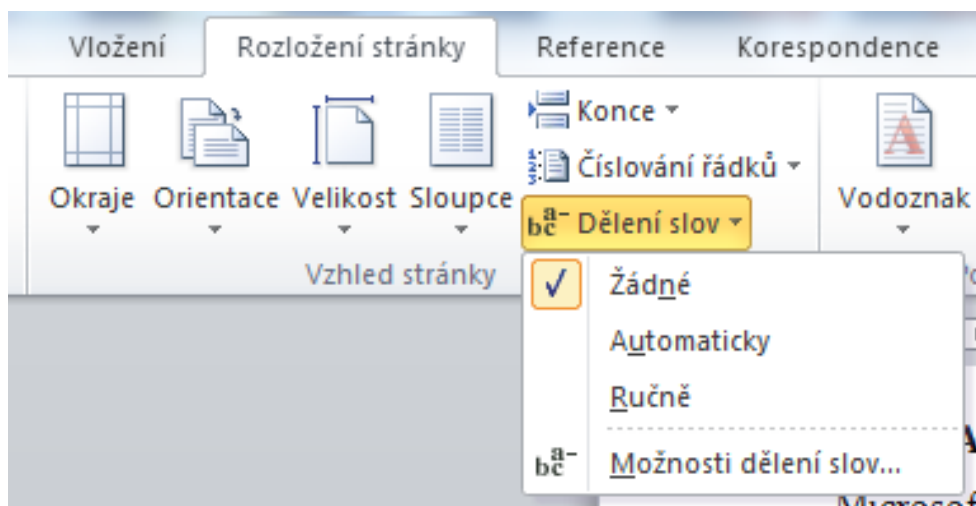 Vložení Rozložení stránky Reference Korespondence
Konce
Číslování řádků
Okraje Orientace Velikost Sloupce Vodoznak
Dělení slov
Vzhled stránky
Žádné
Automaticky
Ručně
Možnosti dělení slov...